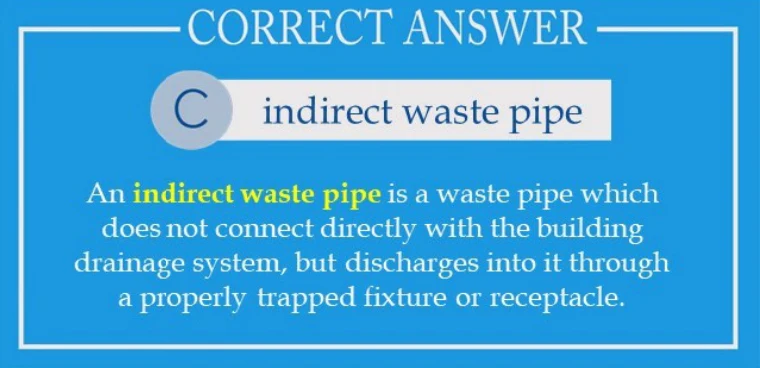 CORRECT ANSWER
C indirect waste pipe
An indirect waste pipe is a waste pipe which
does not connect directly with the building
drainage system, but discharges into it through
a properly trapped fixture or receptacle.